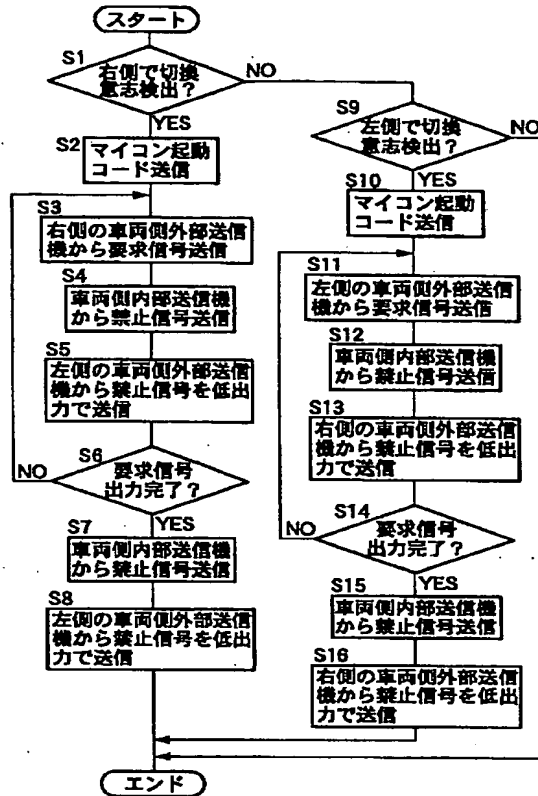 スタート
S1
右側で切換
意志検出？
NO
YES
S2
マイコン起動
コード送信
S3
右側の車両側外部送信
機から要求信号送信
S4
車両側内部送信機
から禁止信号送信
S5
左側の車両側外部送信
機から禁止信号を低出
力で送信
S6
要求信号
出力完了？
NO
YES
S7
車両側内部送信機
から禁止信号送信
S8
左側の車両側外部送信
機から禁止信号を低出
力で送信
S9
左側で切換
意志検出？
NO
YES
S10
マイコン起動
コード送信
S11
左側の車両側外部送信
機から要求信号送信
S12
車両側内部送信機
から禁止信号送信
S13
右側の車両側外部送信
機から禁止信号を低出
力で送信
S14
要求信号
出力完了？
NO
YES
S15
車両側内部送信機
から禁止信号送信
S16
右側の車両側外部送信
機から禁止信号を低出
力で送信
エンド